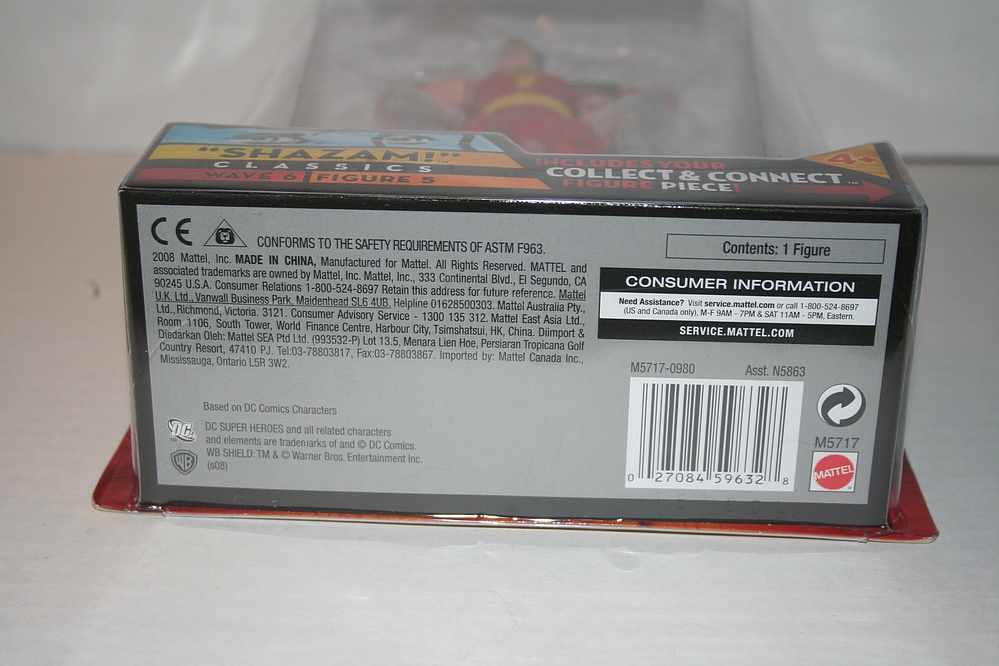 "SHAZAM!"™
CLASSICS
WAVE 6 FIGURE 5
INCLUDES YOUR
COLLECT & CONNECT™
FIGURE PIECE!
4+
CE
CONFORMS TO THE SAFETY REQUIREMENTS OF ASTM F963.
2008 Mattel, Inc. MADE IN CHINA, Manufactured for Mattel. All Rights Reserved. MATTEL and
associated trademarks are owned by Mattel, Inc. Mattel, Inc., 333 Continental Blvd., El Segundo, CA
90245 U.S.A. Consumer Relations 1-800-524-8697 Retain this address for future reference. Mattel
U.K. Ltd., Vanwall Business Park, Maidenhead SL6 4UB. Helpline 01628500303. Mattel Australia Pty.,
Ltd., Richmond, Victoria. 3121. Consumer Advisory Service - 1300 135 312. Mattel East Asia Ltd.,
Room 1106, South Tower, World Finance Centre, Harbour City, Tsimshatsui, HK, China. Diimport &
Diedarkan Oleh: Mattel SEA Ptd Ltd. (993532-P) Lot 13.5, Menara Lien Hoe, Persiaran Tropicana Golf
Country Resort, 47410 PJ. Tel:03-78803817, Fax:03-78803867. Imported by: Mattel Canada Inc.,
Mississauga, Ontario L5R 3W2.
Based on DC Comics Characters
DC
TM
DC SUPER HEROES and all related characters
and elements are trademarks of and © DC Comics.
WB SHIELD: TM & © Warner Bros. Entertainment Inc.
(s08)
WB
Contents: 1 Figure
CONSUMER INFORMATION
Need Assistance? Visit service.mattel.com or call 1-800-524-8697
(US and Canada only), M-F 9AM - 7PM & SAT 11AM - 5PM, Eastern.
SERVICE.MATTEL.COM
M5717-0980 Asst. N5863
0 27084 59632 8
M5717
MATTEL®